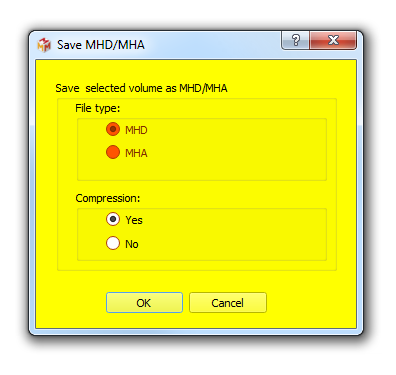 Save MHD/MHA
?
Save selected volume as MHD/MHA
File type:
MHD
MHA
Compression:
Yes
No
OK Cancel